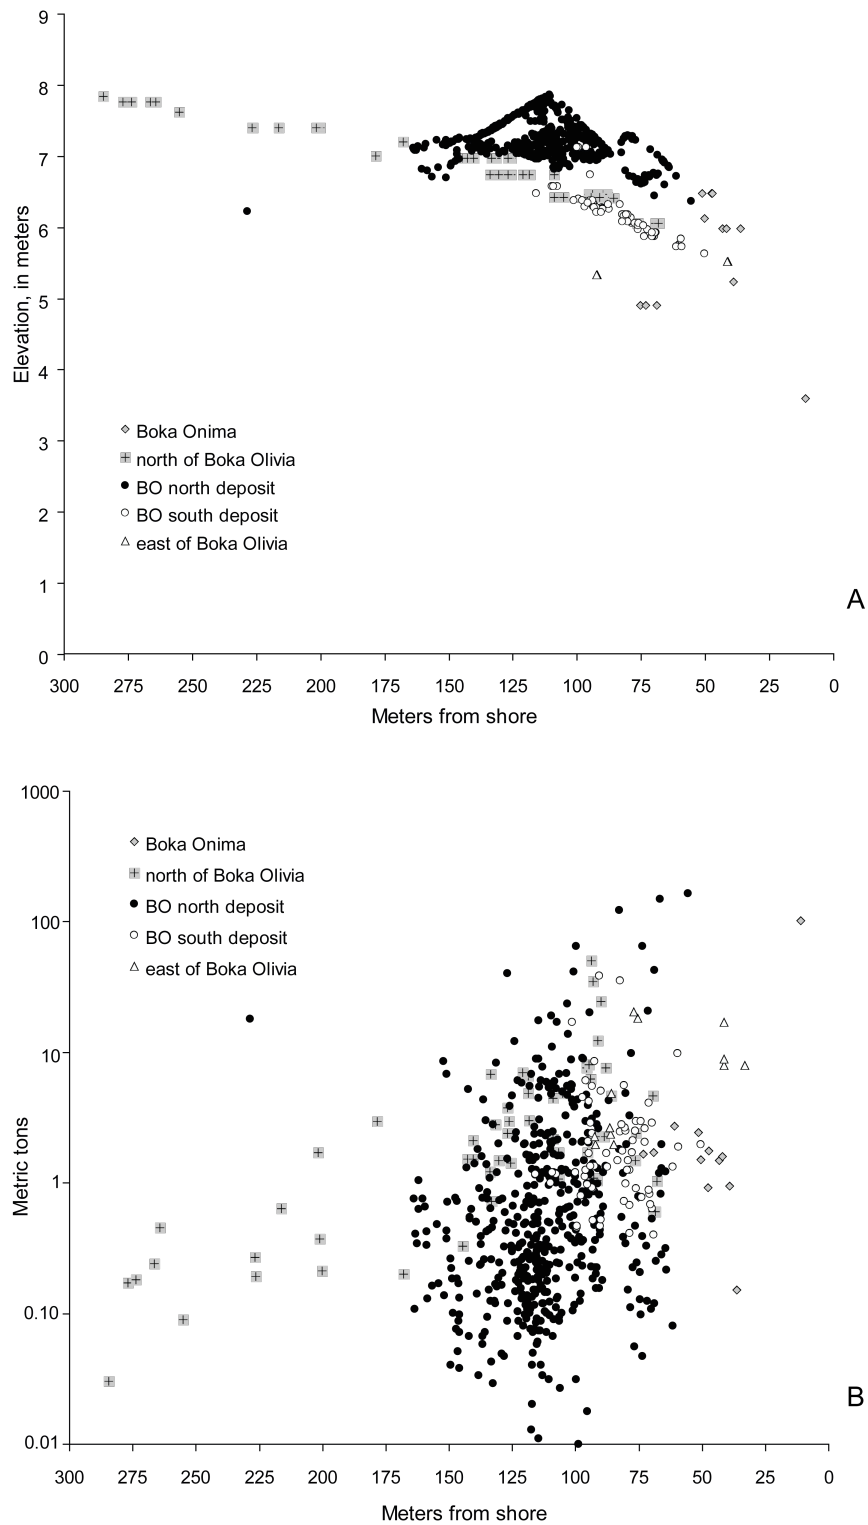 9
8
7
6
5
4
3
2
1
0
Elevation, in meters
Boka Onima
north of Boka Olivia
BO north deposit
BO south deposit
east of Boka Olivia
A
300 275 250 225 200 175 150 125 100 75 50 25 0
Meters from shore
1000
100
10
1
0.10
0.01
Metric tons
Boka Onima
north of Boka Olivia
BO north deposit
BO south deposit
east of Boka Olivia
B
300 275 250 225 200 175 150 125 100 75 50 25 0
Meters from shore